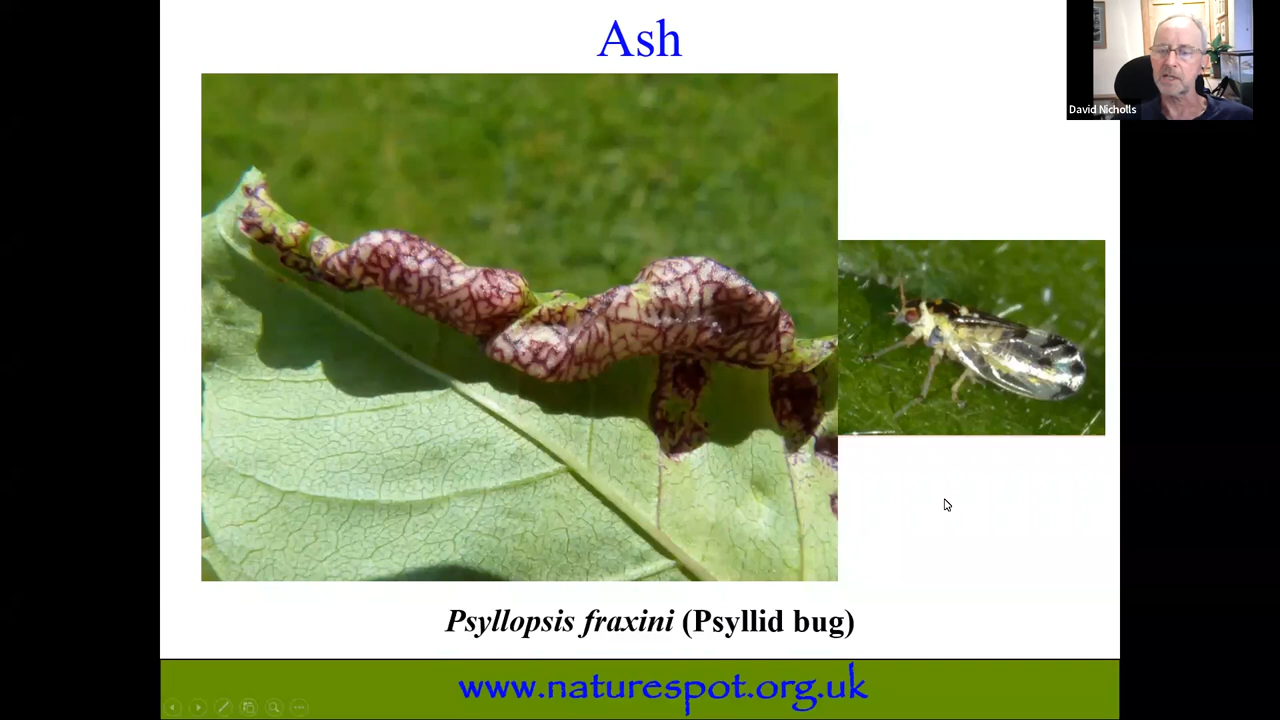 Ash
David Nicholls
Psyllopsis fraxini (Psyllid bug)
www.naturespot.org.uk